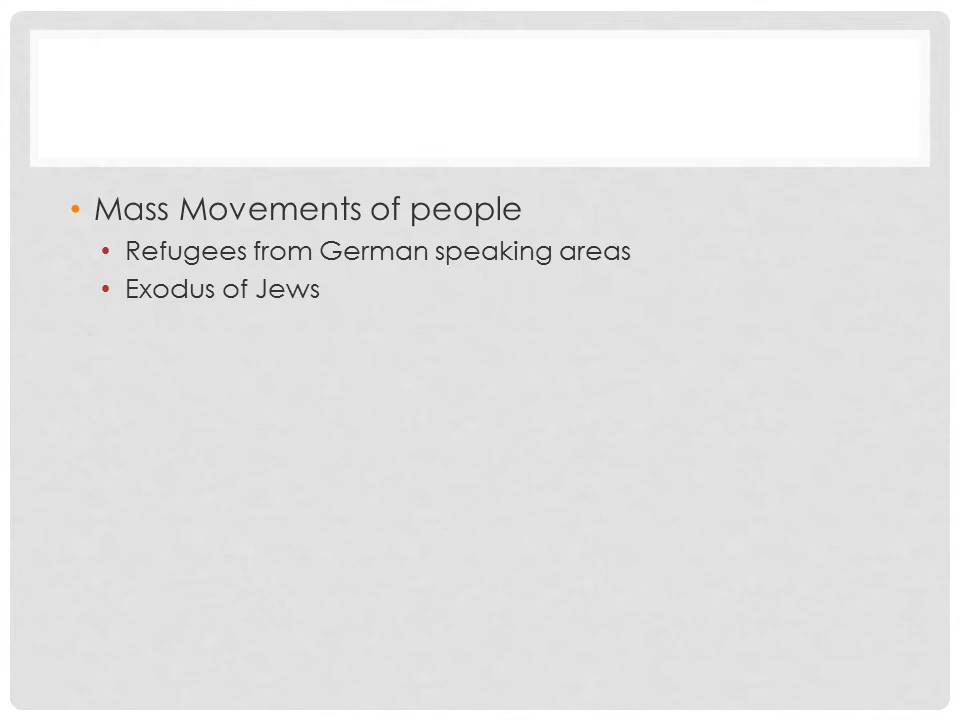 • Mass Movements of people
• Refugees from German speaking areas
• Exodus of Jews